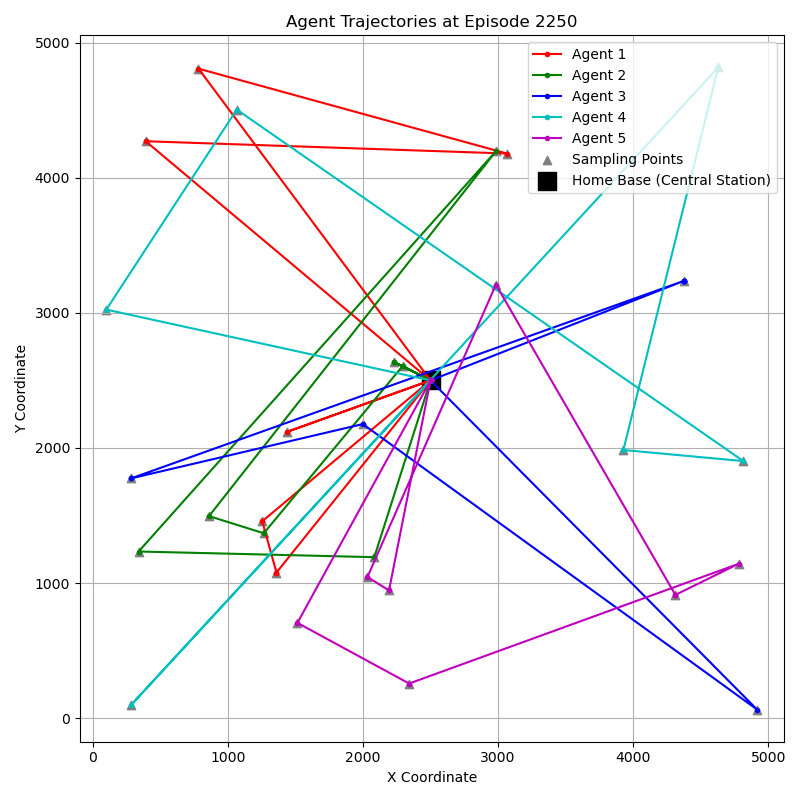 Agent Trajectories at Episode 2250
Agent 1
Agent 2
Agent 3
Agent 4
Agent 5
Sampling Points
Home Base (Central Station)
Y Coordinate
5000
4000
3000
2000
1000
0
0 1000 2000 3000 4000 5000
X Coordinate